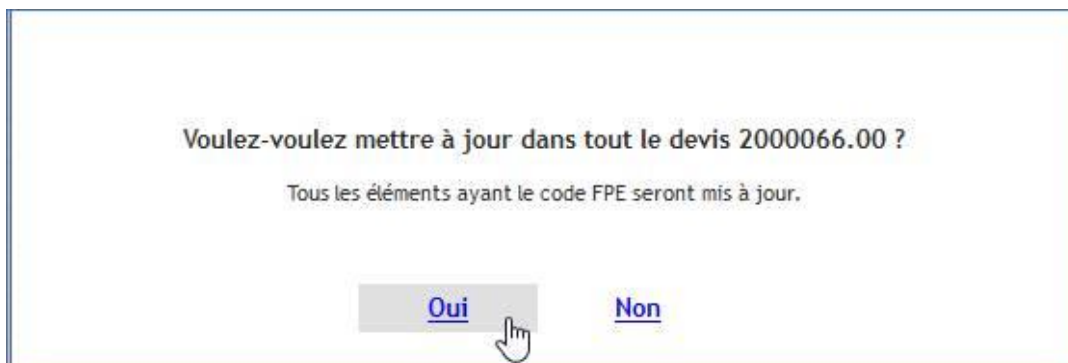 Voulez-voulez mettre à jour dans tout le devis 2000066.00 ?
Tous les éléments ayant le code FPE seront mis à jour.
Oui Non